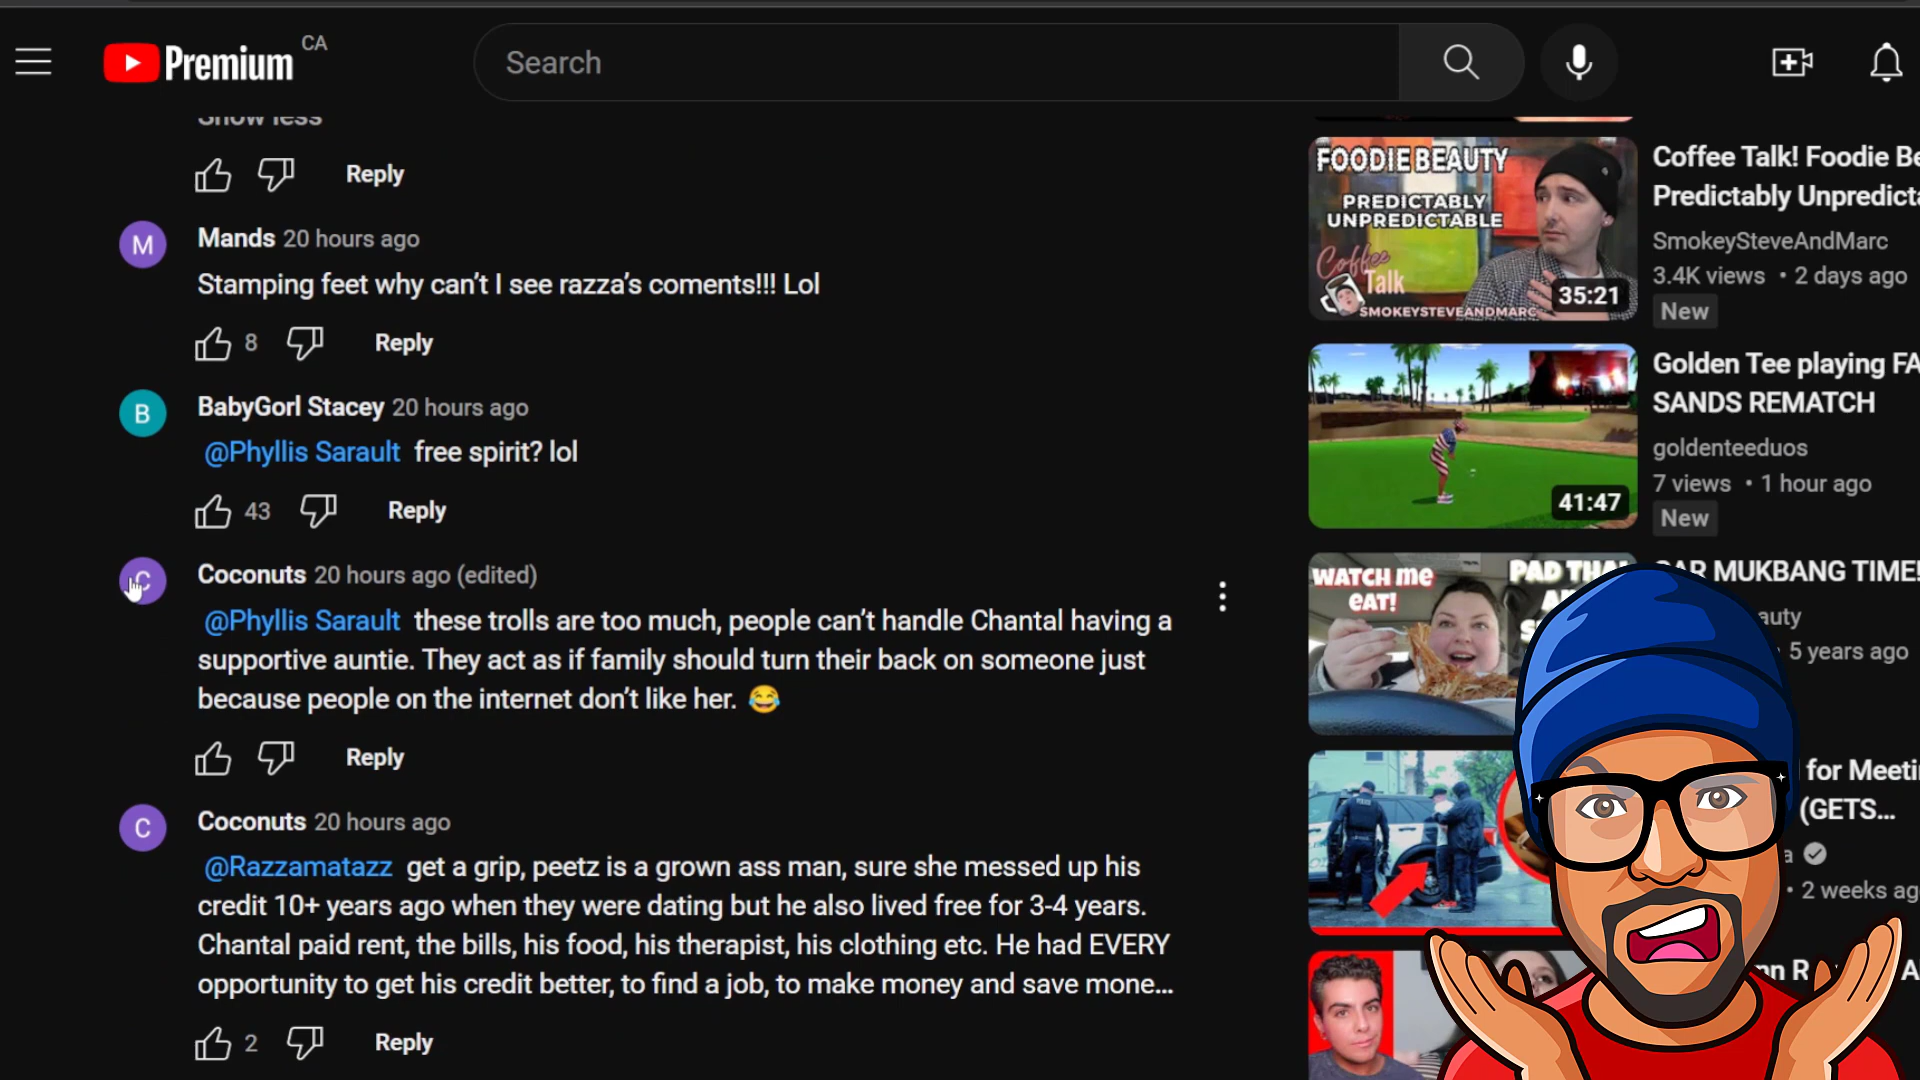 Premium CA
Search
Show less
Reply
M
Mands 20 hours ago
Stamping feet why can't I see razza's coments!!! Lol
8 Reply
B
BabyGorl Stacey 20 hours ago
@Phyllis Sarault free spirit? lol
43 Reply
C
Coconuts 20 hours ago (edited)
@Phyllis Sarault these trolls are too much, people can't handle Chantal having a
supportive auntie. They act as if family should turn their back on someone just
because people on the internet don't like her. 😂
Reply
C
Coconuts 20 hours ago
@Razzamatazz get a grip, peetz is a grown ass man, sure she messed up his
credit 10+ years ago when they were dating but he also lived free for 3-4 years.
Chantal paid rent, the bills, his food, his therapist, his clothing etc. He had EVERY
opportunity to get his credit better, to find a job, to make money and save mone...
2 Reply
FOODIE BEAUTY
PREDICTABLY
UNPREDICTABLE
Coffee
Talk
SMOKEYSTEVEANDMARC
35:21
Coffee Talk! Foodie Be
Predictably Unpredicta
SmokeySteveAndMarc
3.4K views • 2 days ago
New
41:47
Golden Tee playing FA
SANDS REMATCH
goldenteeduos
7 views • 1 hour ago
New
WATCH me
EAT!
PAD THAI
AR MUKBANG TIME!
auty
5 years ago
POLICE
for Meeti
(GETS...
a
• 2 weeks ag
nn R